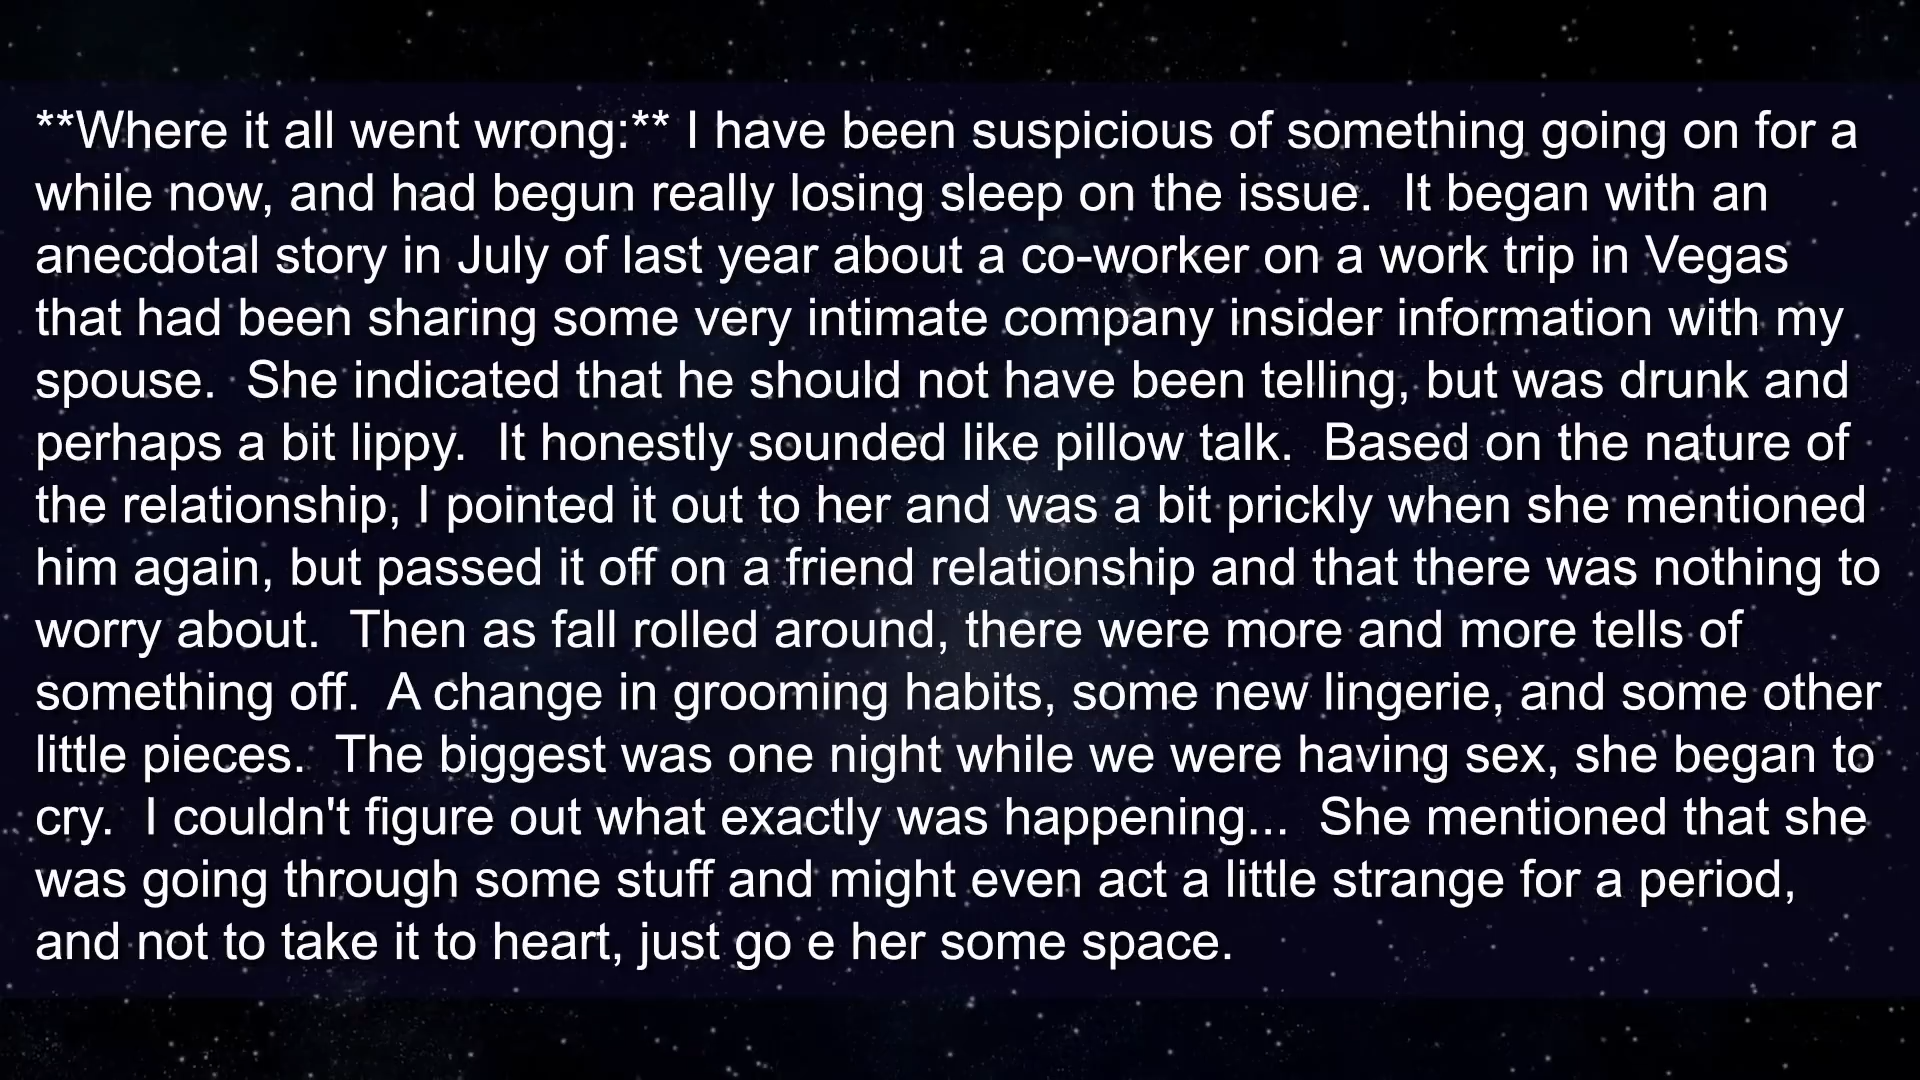 **Where it all went wrong:** I have been suspicious of something going on for a
while now, and had begun really losing sleep on the issue.  It began with an
anecdotal story in July of last year about a co-worker on a work trip in Vegas
that had been sharing some very intimate company insider information with my
spouse.  She indicated that he should not have been telling, but was drunk and
perhaps a bit lippy.  It honestly sounded like pillow talk.  Based on the nature of
the relationship, I pointed it out to her and was a bit prickly when she mentioned
him again, but passed it off on a friend relationship and that there was nothing to
worry about.  Then as fall rolled around, there were more and more tells of
something off.  A change in grooming habits, some new lingerie, and some other
little pieces.  The biggest was one night while we were having sex, she began to
cry.  I couldn't figure out what exactly was happening...  She mentioned that she
was going through some stuff and might even act a little strange for a period,
and not to take it to heart, just go e her some space.